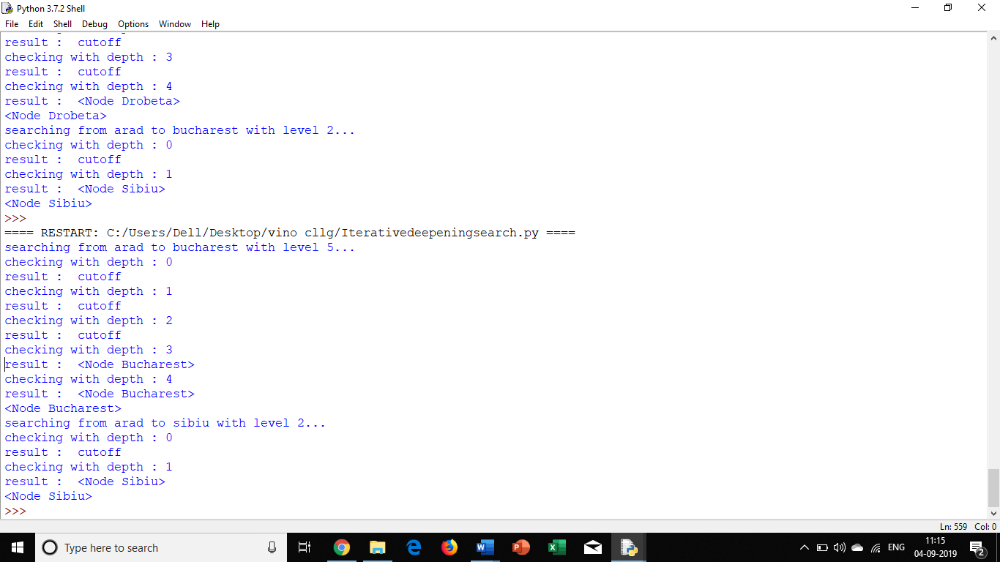 Python 3.7.2 Shell
File Edit Shell Debug Options Window Help
result :  cutoff
checking with depth : 3
result :  cutoff
checking with depth : 4
result :  <Node Drobeta>
<Node Drobeta>
searching from arad to bucharest with level 2...
checking with depth : 0
result :  cutoff
checking with depth : 1
result :  <Node Sibiu>
<Node Sibiu>
>>>
==== RESTART: C:/Users/Dell/Desktop/vino cllg/Iterativedeepeningsearch.py ====
searching from arad to bucharest with level 5...
checking with depth : 0
result :  cutoff
checking with depth : 1
result :  cutoff
checking with depth : 2
result :  cutoff
checking with depth : 3
result :  <Node Bucharest>
checking with depth : 4
result :  <Node Bucharest>
<Node Bucharest>
searching from arad to sibiu with level 2...
checking with depth : 0
result :  cutoff
checking with depth : 1
result :  <Node Sibiu>
<Node Sibiu>
>>>
Ln: 559 Col: 0
Type here to search
ENG
11:15
04-09-2019
2